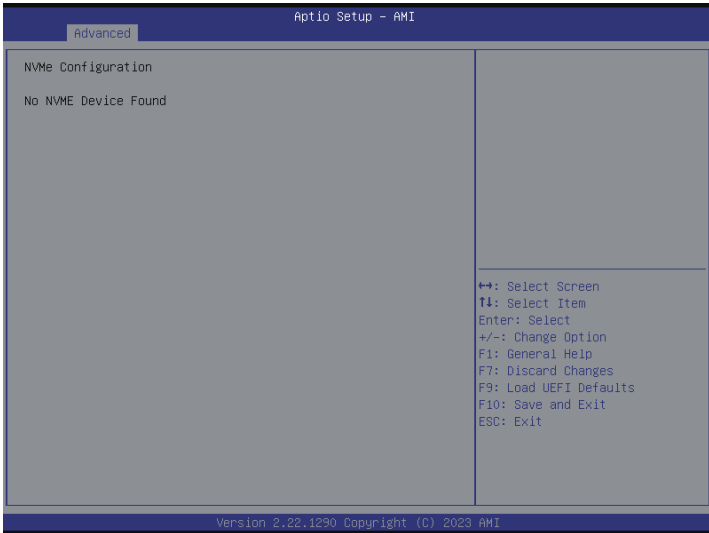 Aptio Setup – AMI
Advanced
NVMe Configuration
No NVME Device Found
↔: Select Screen
↑↓: Select Item
Enter: Select
+/-: Change Option
F1: General Help
F7: Discard Changes
F9: Load UEFI Defaults
F10: Save and Exit
ESC: Exit
Version 2.22.1290 Copyright (C) 2023 AMI